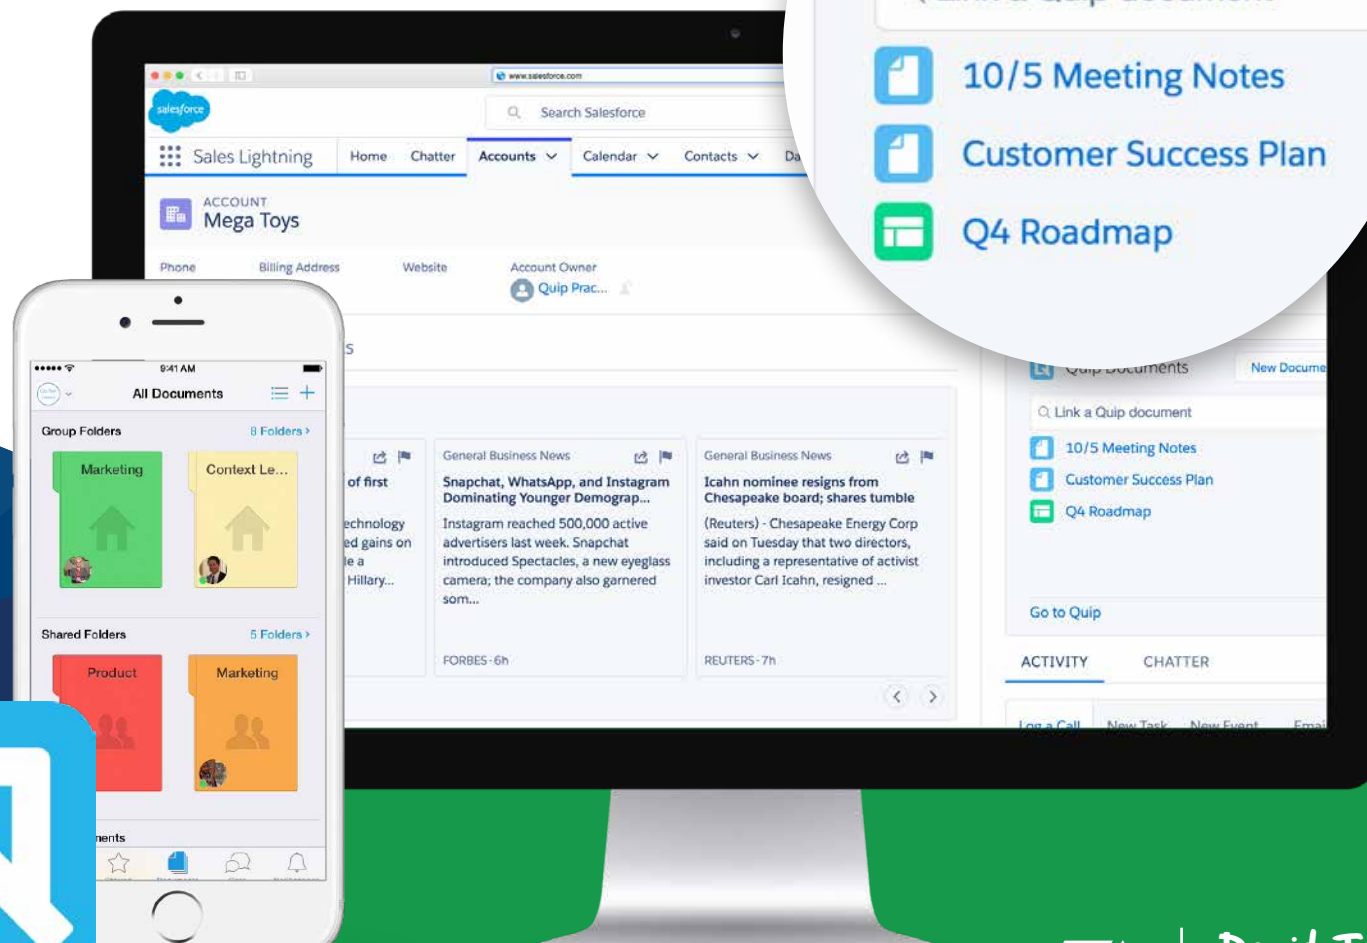 10/5 Meeting Notes
Customer Success Plan
Q4 Roadmap
www.salesforce.com
salesforce
Search Salesforce
Sales Lightning
Home Chatter Accounts Calendar Contacts
ACCOUNT
Mega Toys
Phone Billing Address Website Account Owner
Quip Prac...
General Business News
Snapchat, WhatsApp, and Instagram
Dominating Younger Demograp...
Instagram reached 500,000 active
advertisers last week. Snapchat
introduced Spectacles, a new eyeglass
camera; the company also garnered
som...
FORBES - 6h
General Business News
Icahn nominee resigns from
Chesapeake board; shares tumble
(Reuters) - Chesapeake Energy Corp
said on Tuesday that two directors,
including a representative of activist
investor Carl Icahn, resigned ...
REUTERS - 7h
of first
ed gains on
le a
Hillary...
Quip Documents New Docume
Link a Quip document
10/5 Meeting Notes
Customer Success Plan
Q4 Roadmap
Go to Quip
ACTIVITY CHATTER
Log a Call New Task New Event Emai
9:41 AM
All Documents
Group Folders 8 Folders >
Marketing Context Le...
Shared Folders 5 Folders >
Product Marketing